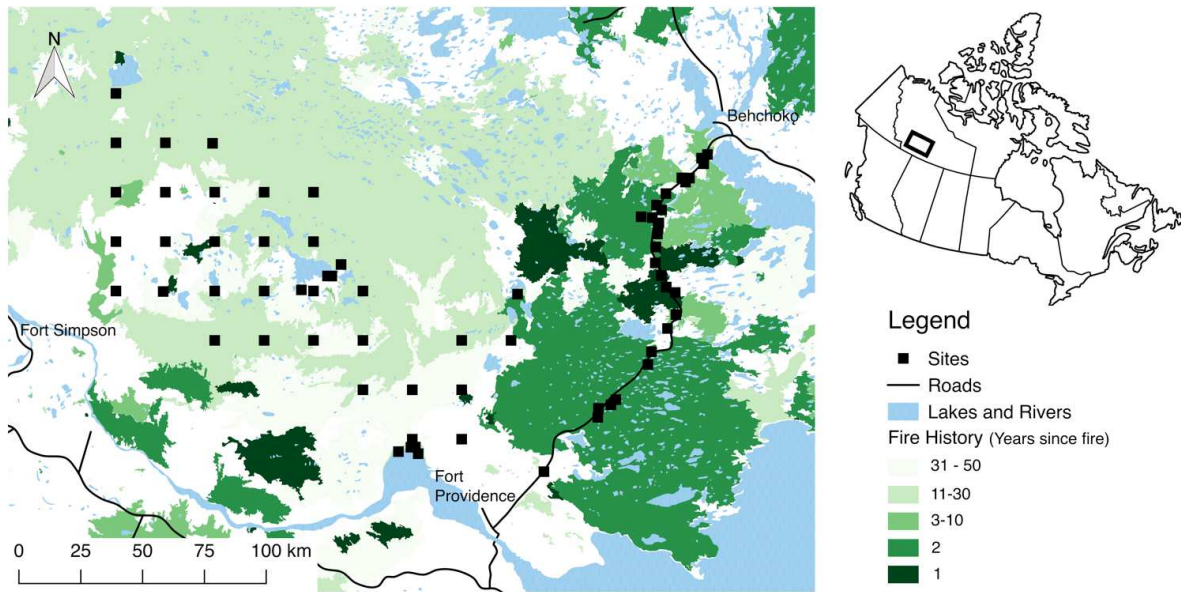 N
Behchoko
Fort Simpson
Fort
Providence
0 25 50 75 100 km
Legend
Sites
Roads
Lakes and Rivers
Fire History (Years since fire)
31 - 50
11-30
3-10
2
1